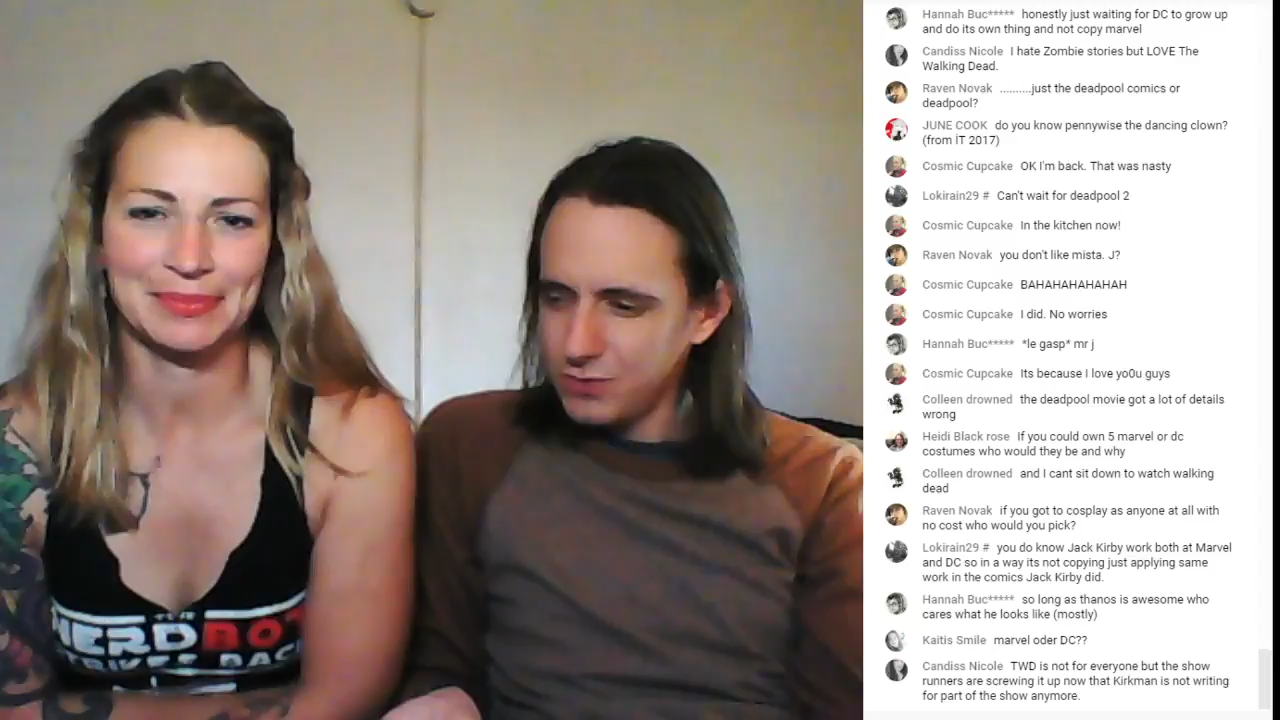 THE
NERDBOT
STRIKES BACK
Hannah Buc***** honestly just waiting for DC to grow up
and do its own thing and not copy marvel
Candiss Nicole I hate Zombie stories but LOVE The
Walking Dead.
Raven Novak ..........just the deadpool comics or
deadpool?
JUNE COOK do you know pennywise the dancing clown?
(from İT 2017)
Cosmic Cupcake OK I'm back. That was nasty
Lokirain29 # Can't wait for deadpool 2
Cosmic Cupcake In the kitchen now!
Raven Novak you don't like mista. J?
Cosmic Cupcake BAHAHAHAHAHAH
Cosmic Cupcake I did. No worries
Hannah Buc***** *le gasp* mr j
Cosmic Cupcake Its because I love yo0u guys
Colleen drowned the deadpool movie got a lot of details
wrong
Heidi Black rose If you could own 5 marvel or dc
costumes who would they be and why
Colleen drowned and I cant sit down to watch walking
dead
Raven Novak if you got to cosplay as anyone at all with
no cost who would you pick?
Lokirain29 # you do know Jack Kirby work both at Marvel
and DC so in a way its not copying just applying same
work in the comics Jack Kirby did.
Hannah Buc***** so long as thanos is awesome who
cares what he looks like (mostly)
Kaitis Smile marvel oder DC??
Candiss Nicole TWD is not for everyone but the show
runners are screwing it up now that Kirkman is not writing
for part of the show anymore.